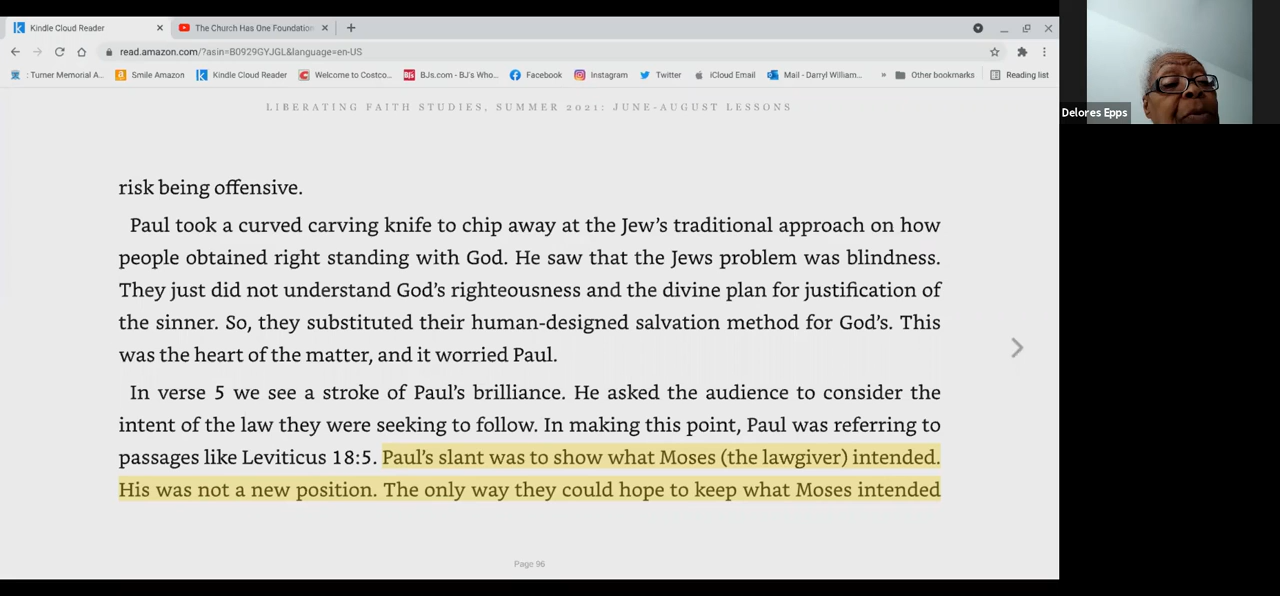 Kindle Cloud Reader
The Church Has One Foundation
read.amazon.com/?asin=B0929GYJGL&language=en-US
: Turner Memorial A... Smile Amazon Kindle Cloud Reader Welcome to Costco... BJs.com - BJ's Who... Facebook Instagram Twitter iCloud Email Mail - Darryl William... » Other bookmarks Reading list
LIBERATING FAITH STUDIES, SUMMER 2021: JUNE-AUGUST LESSONS
Delores Epps
risk being offensive.
Paul took a curved carving knife to chip away at the Jew's traditional approach on how
people obtained right standing with God. He saw that the Jews problem was blindness.
They just did not understand God's righteousness and the divine plan for justification of
the sinner. So, they substituted their human-designed salvation method for God's. This
was the heart of the matter, and it worried Paul.
In verse 5 we see a stroke of Paul's brilliance. He asked the audience to consider the
intent of the law they were seeking to follow. In making this point, Paul was referring to
passages like Leviticus 18:5. Paul's slant was to show what Moses (the lawgiver) intended.
His was not a new position. The only way they could hope to keep what Moses intended
Page 96